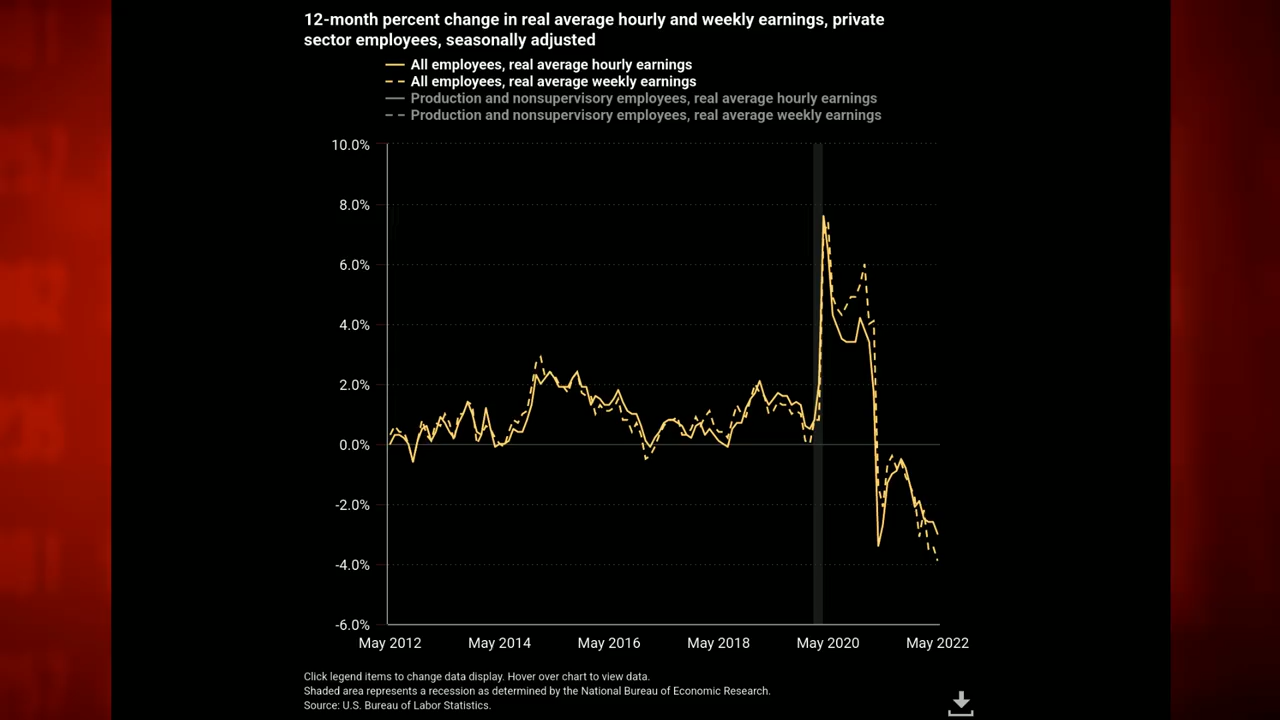 12-month percent change in real average hourly and weekly earnings, private
sector employees, seasonally adjusted
All employees, real average hourly earnings
All employees, real average weekly earnings
Production and nonsupervisory employees, real average hourly earnings
Production and nonsupervisory employees, real average weekly earnings
10.0%
8.0%
6.0%
4.0%
2.0%
0.0%
-2.0%
-4.0%
-6.0%
May 2012 May 2014 May 2016 May 2018 May 2020 May 2022
Click legend items to change data display. Hover over chart to view data.
Shaded area represents a recession as determined by the National Bureau of Economic Research.
Source: U.S. Bureau of Labor Statistics.